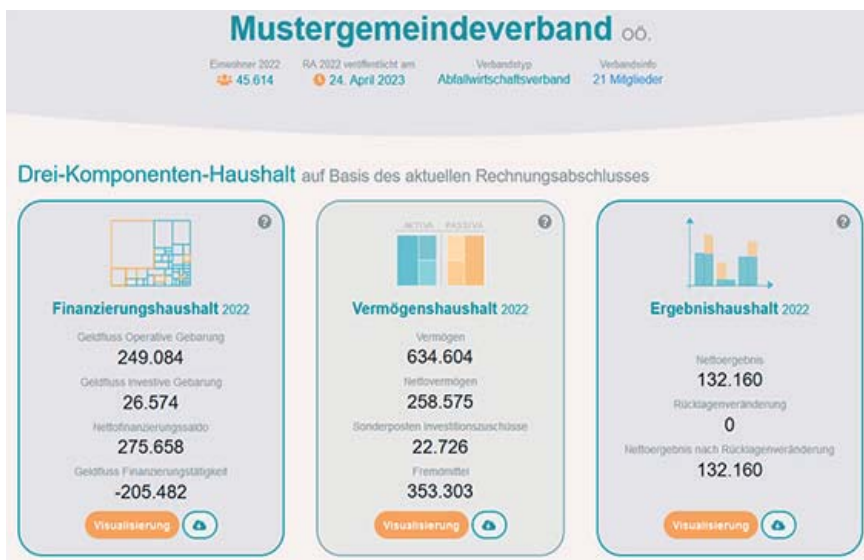 Mustergemeindeverband OÖ.
Einwohner 2022 RA 2022 veröffentlicht am Verbandstyp Verbandsinfo
45.614 24. April 2023 Abfallwirtschaftsverband 21 Mitglieder
Drei-Komponenten-Haushalt auf Basis des aktuellen Rechnungsabschlusses
?
Finanzierungshaushalt 2022
Geldfluss Operative Gebarung
249.084
Geldfluss Investive Gebarung
26.574
Nettofinanzierungssaldo
275.658
Geldfluss Finanzierungstätigkeit
-205.482
Visualisierung
AKTIVA PASSIVA
?
Vermögenshaushalt 2022
Vermögen
634.604
Nettovermögen
258.575
Sonderposten Investitionszuschüsse
22.726
Fremdmittel
353.303
Visualisierung
?
Ergebnishaushalt 2022
Nettoergebnis
132.160
Rücklagenveränderung
0
Nettoergebnis nach Rücklagenveränderung
132.160
Visualisierung